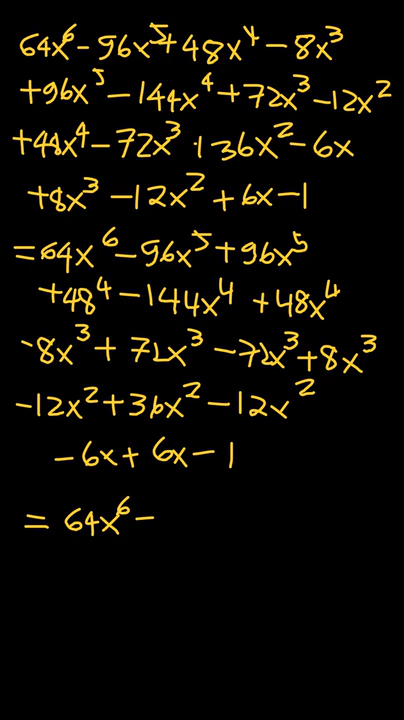 64x⁶ - 96x⁵ + 48x⁴ - 8x³
+96x⁵ - 144x⁴ + 72x³ - 12x²
+48x⁴ - 72x³ + 36x² - 6x
+8x³ - 12x² + 6x - 1
= 64x⁶ - 96x⁵ + 96x⁵
+48⁴ - 144x⁴ + 48x⁴
-8x³ + 72x³ - 72x³ + 8x³
-12x² + 36x² - 12x²
- 6x + 6x - 1
= 64x⁶ -